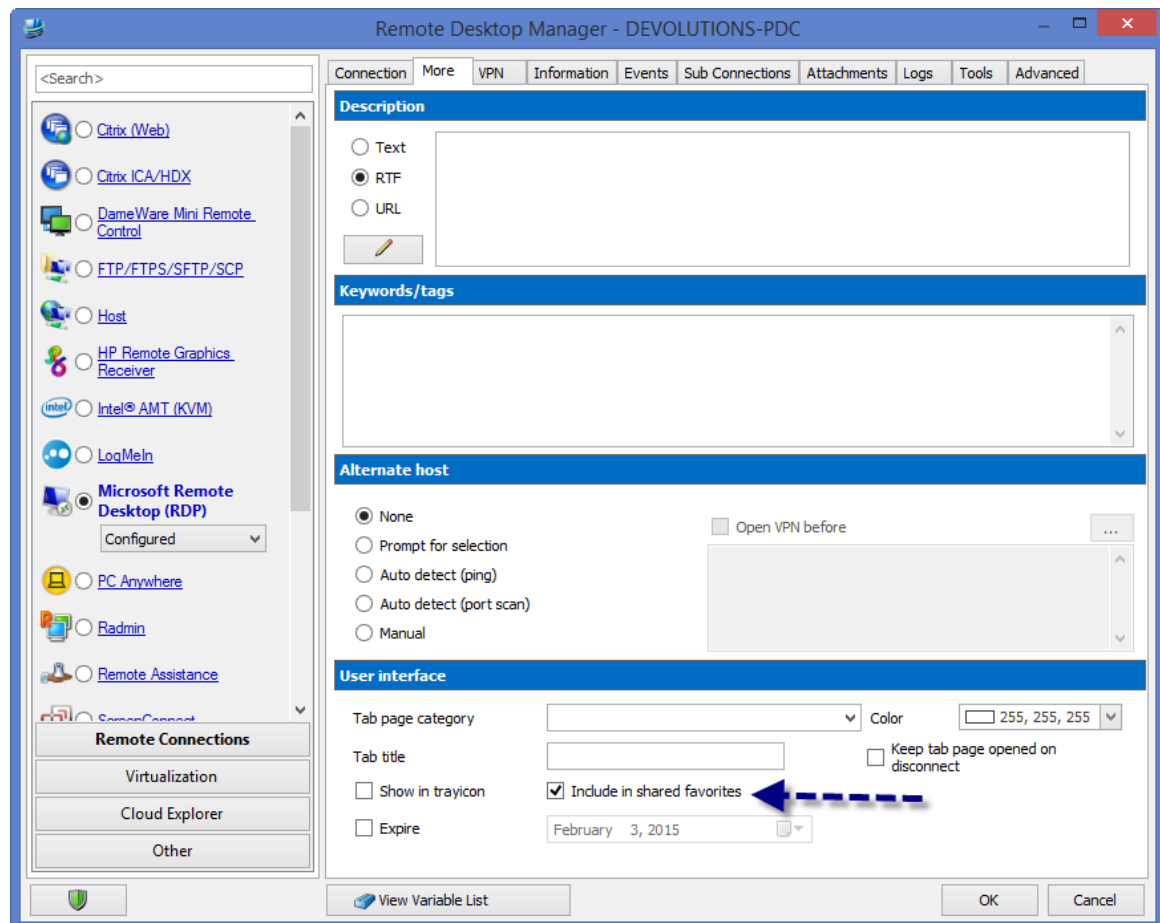 Remote Desktop Manager - DEVOLUTIONS-PDC
<Search>
Citrix (Web)
Citrix ICA/HDX
DameWare Mini Remote
Control
FTP/FTPS/SFTP/SCP
Host
HP Remote Graphics
Receiver
intel
Intel® AMT (KVM)
LogMeIn
Microsoft Remote
Desktop (RDP)
Configured
PC Anywhere
Radmin
Remote Assistance
ScreenConnect
Remote Connections
Virtualization
Cloud Explorer
Other
Connection More VPN Information Events Sub Connections Attachments Logs Tools Advanced
Description
Text
RTF
URL
Keywords/tags
Alternate host
None
Prompt for selection
Auto detect (ping)
Auto detect (port scan)
Manual
Open VPN before
...
User interface
Tab page category
Color
255, 255, 255
Tab title
Keep tab page opened on
disconnect
Show in trayicon
Include in shared favorites
Expire
February 3, 2015
View Variable List
OK
Cancel